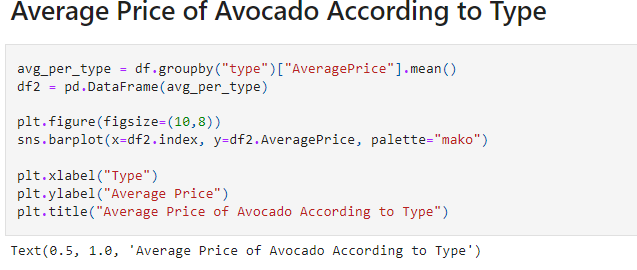 Average Price of Avocado According to Type
avg_per_type = df.groupby("type")["AveragePrice"].mean()
df2 = pd.DataFrame(avg_per_type)
plt.figure(figsize=(10,8))
sns.barplot(x=df2.index, y=df2.AveragePrice, palette="mako")
plt.xlabel("Type")
plt.ylabel("Average Price")
plt.title("Average Price of Avocado According to Type")
Text(0.5, 1.0, 'Average Price of Avocado According to Type')